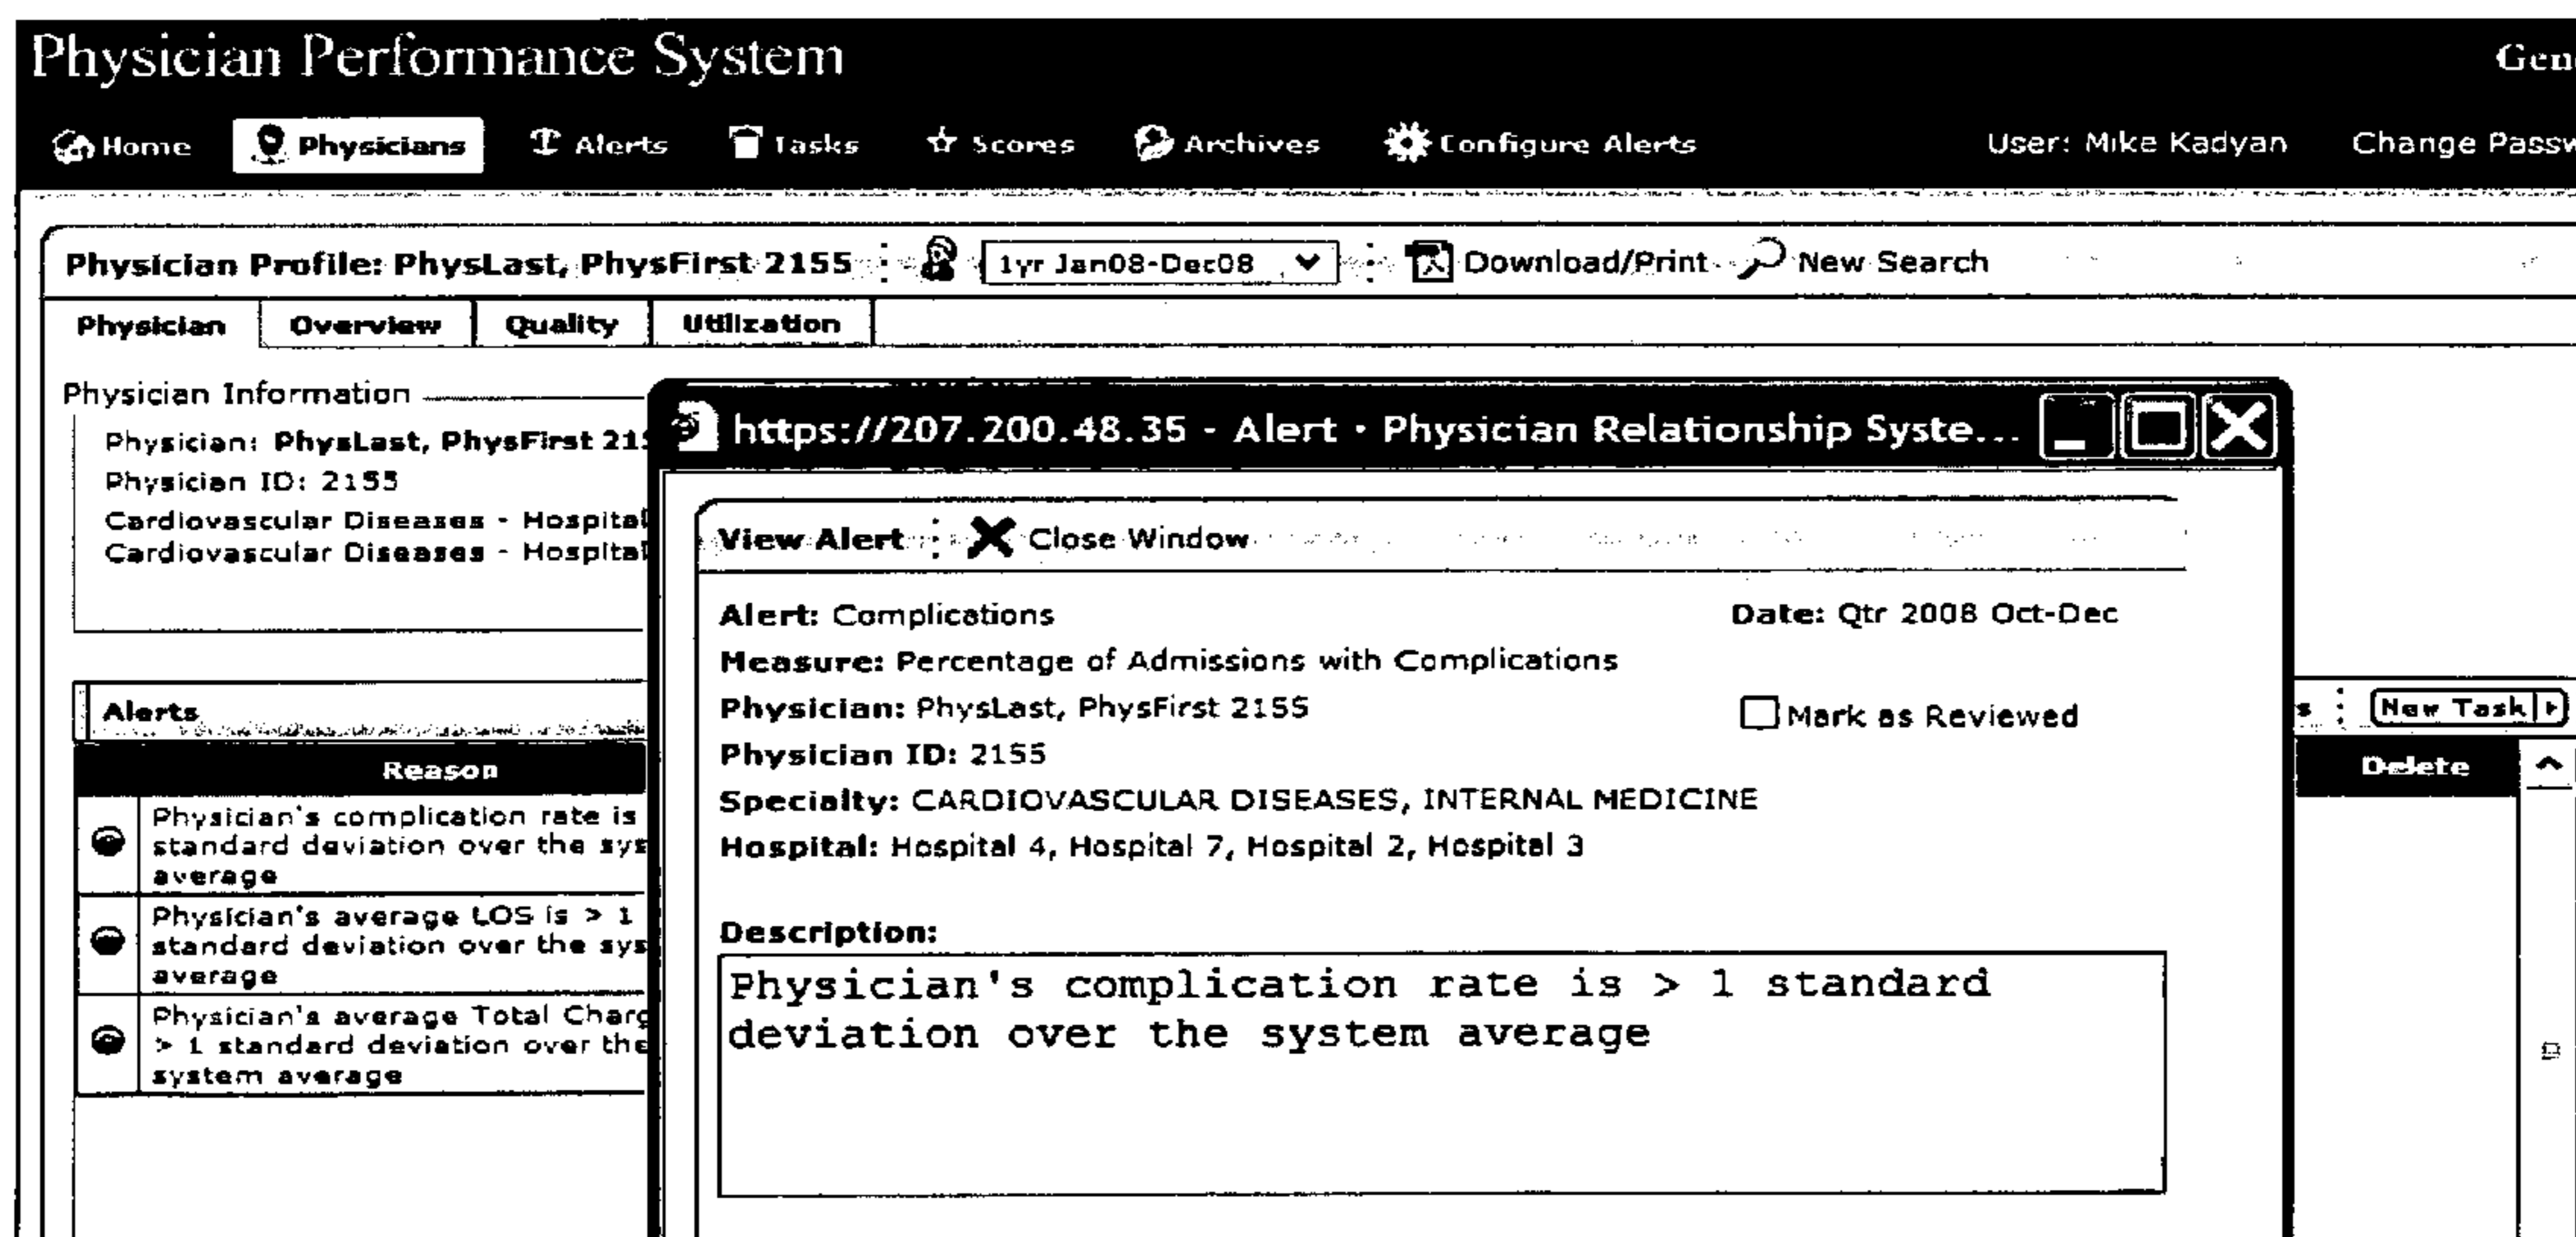 Physician Performance System
Home Physicians Alerts Tasks Scores Archives Configure Alerts User: Mike Kadyan Change
Physician Profile: PhysLast, PhysFirst 2155 1yr Jan08-Dec08 Download/Print New Search
Physician Overview Quality Utilization
Physician Information
Physician: PhysLast, PhysFirst
Physician ID: 2155
Cardiovascular Diseases - Hospital
Cardiovascular Diseases - Hospital
Alerts
New Task
Reason
Delete
Physician's complication rate is
standard deviation over the
average
Physician's average LOS is > 1
standard deviation over the
average
Physician's average Total
> 1 standard deviation over the
system average
https://207.200.48.35 - Alert · Physician Relationship Syste...
View Alert Close Window
Alert: Complications Date: Qtr 2008 Oct-Dec
Measure: Percentage of Admissions with Complications
Physician: PhysLast, PhysFirst 2155 Mark as Reviewed
Physician ID: 2155
Specialty: CARDIOVASCULAR DISEASES, INTERNAL MEDICINE
Hospital: Hospital 4, Hospital 7, Hospital 2, Hospital 3
Description:
Physician's complication rate is > 1 standard
deviation over the system average